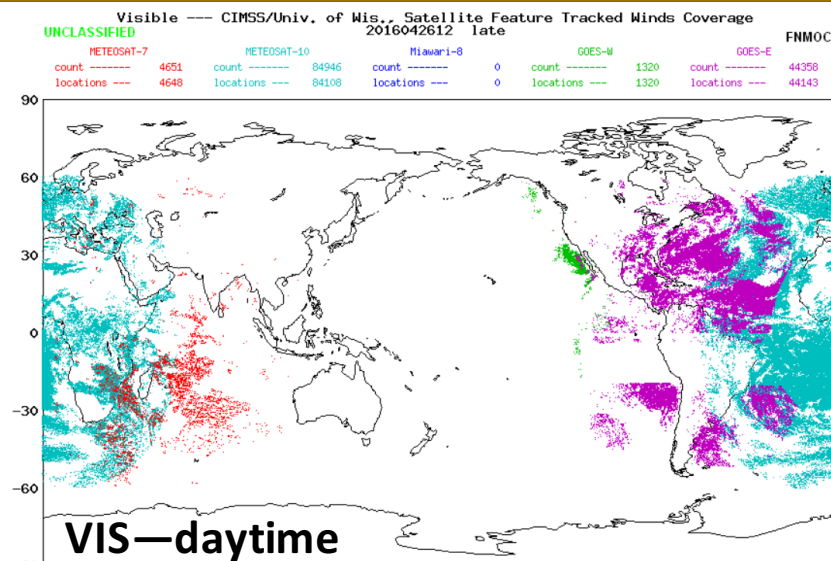 Visible --- CIMSS/Univ. of Wis., Satellite Feature Tracked Winds Coverage
UNCLASSIFIED 2016042612 late FNMOC
METEOSAT-7 METEOSAT-10 Miawari-8 GOES-W GOES-E
count ------- 4651 count ------- 84946 count ------- 0 count ------- 1320 count ------- 44358
locations --- 4648 locations --- 84108 locations --- 0 locations --- 1320 locations --- 44143
90
60
30
0
-30
-60
VIS—daytime